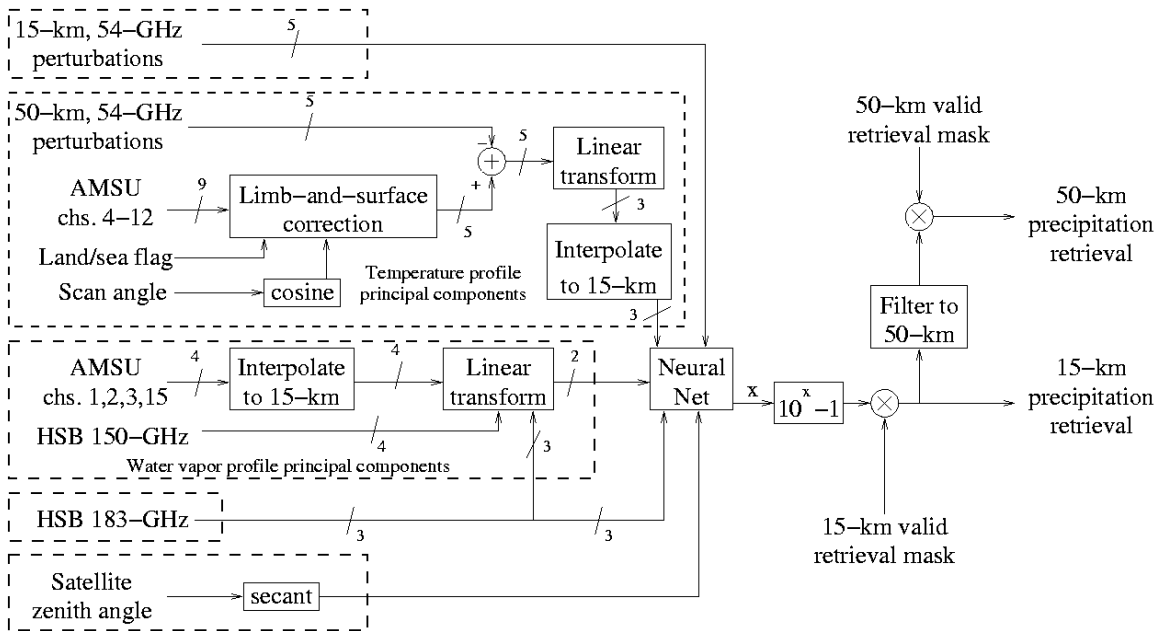 15−km, 54−GHz
perturbations
5
50−km, 54−GHz
perturbations
5
−
+
+
5
Linear
transform
3
AMSU
chs. 4−12
9
Limb−and−surface
correction
5
Land/sea flag
Scan angle
cosine
Temperature profile
principal components
Interpolate
to 15−km
3
AMSU
chs. 1,2,3,15
4
Interpolate
to 15−km
4
Linear
transform
2
HSB 150−GHz
4
3
Water vapor profile principal components
HSB 183−GHz
3
3
Satellite
zenith angle
secant
Neural
Net
x
10^x −1
×
15−km valid
retrieval mask
15−km
precipitation
retrieval
Filter to
50−km
×
50−km valid
retrieval mask
50−km
precipitation
retrieval